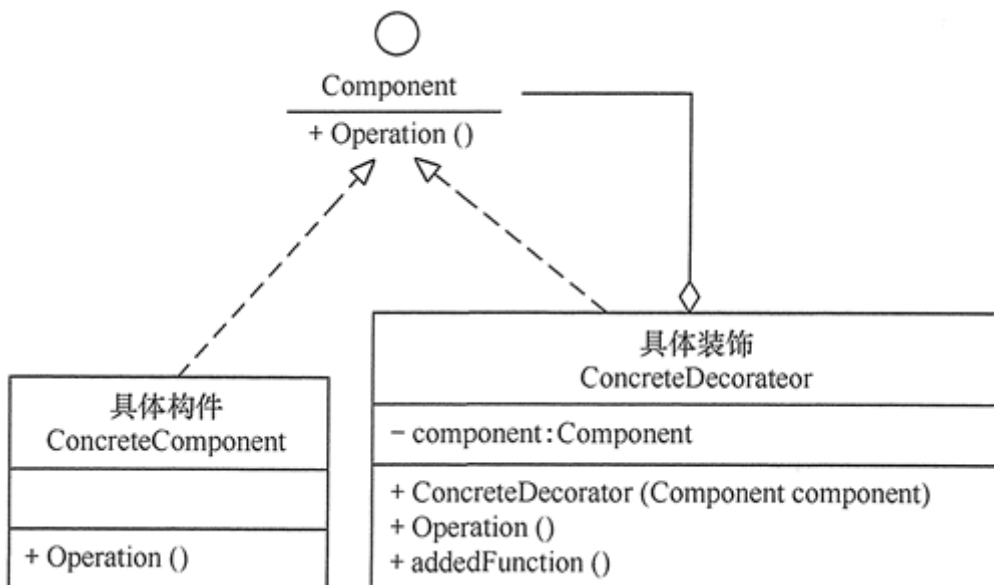 Component
+ Operation ()
具体构件
ConcreteComponent
+ Operation ()
具体装饰
ConcreteDecorateor
− component:Component
+ ConcreteDecorator (Component component)
+ Operation ()
+ addedFunction ()